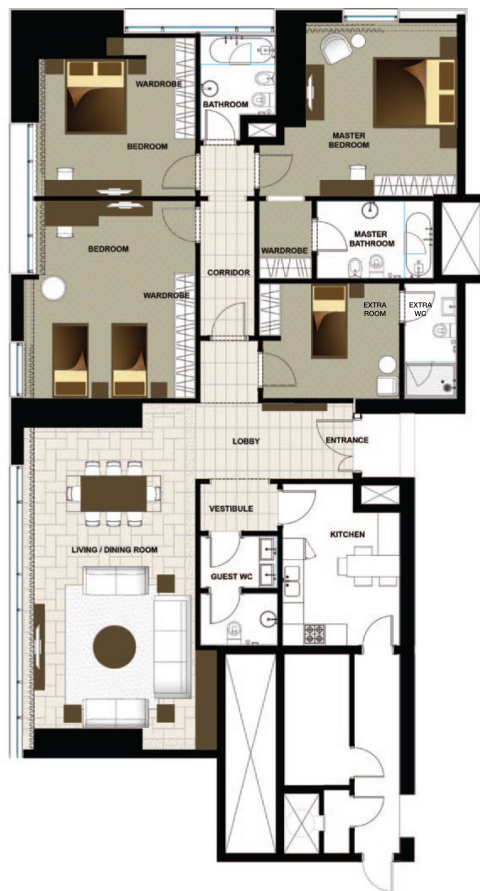 WARDROBE
BATHROOM
BEDROOM
MASTER
BEDROOM
BEDROOM
WARDROBE
MASTER
BATHROOM
CORRIDOR
WARDROBE
EXTRA
ROOM
EXTRA
WC
LOBBY
ENTRANCE
VESTIBULE
KITCHEN
LIVING / DINING ROOM
GUEST WC